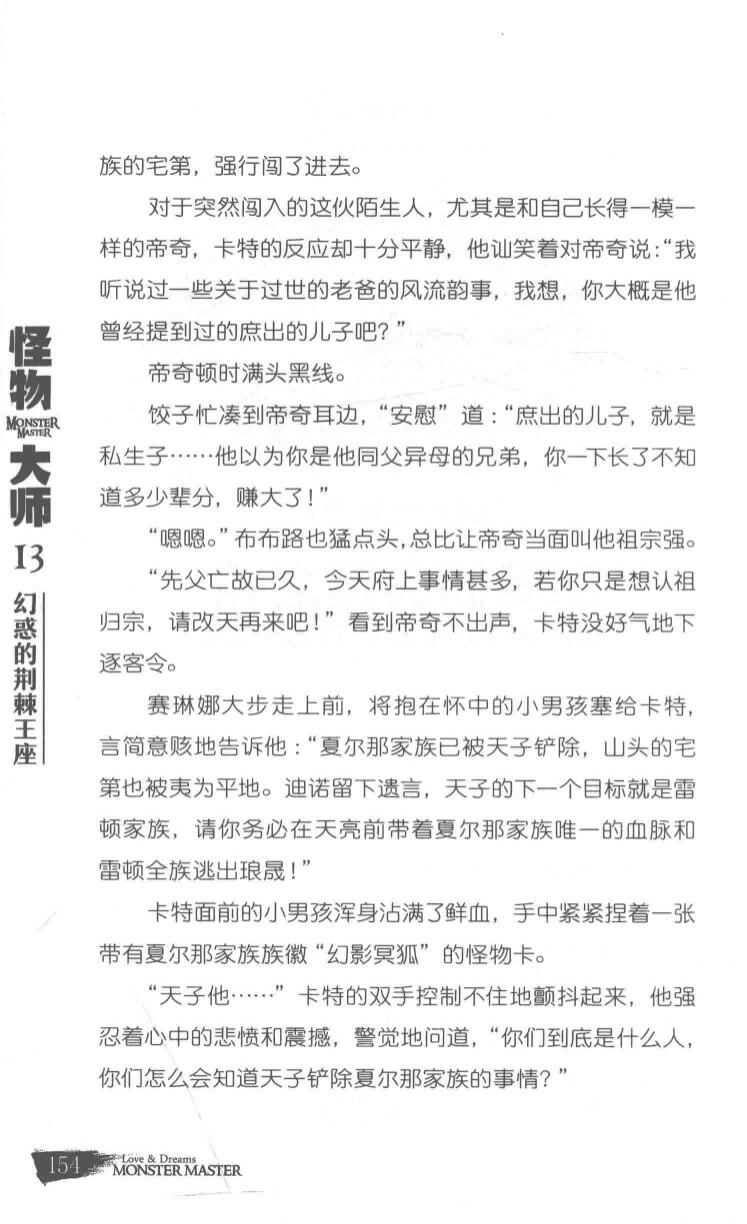 族的宅第，强行闯了进去。
对于突然闯入的这伙陌生人，尤其是和自己长得一模一
样的帝奇，卡特的反应却十分平静，他讪笑着对帝奇说：“我
听说过一些关于过世的老爸的风流韵事，我想，你大概是他
曾经提到过的庶出的儿子吧？”
帝奇顿时满头黑线。
饺子忙凑到帝奇耳边，“安慰”道：“庶出的儿子，就是
私生子……他以为你是他同父异母的兄弟，你一下长了不知
道多少辈分，赚大了！”
“嗯嗯。”布布路也猛点头，总比让帝奇当面叫他祖宗强。
“先父亡故已久，今天府上事情甚多，若你只是想认祖
归宗，请改天再来吧！”看到帝奇不出声，卡特没好气地下
逐客令。
赛琳娜大步走上前，将抱在怀中的小男孩塞给卡特，
言简意赅地告诉他：“夏尔那家族已被天子铲除，山头的宅
第也被夷为平地。迪诺留下遗言，天子的下一个目标就是雷
顿家族，请你务必在天亮前带着夏尔那家族唯一的血脉和
雷顿全族逃出琅晟！”
卡特面前的小男孩浑身沾满了鲜血，手中紧紧捏着一张
带有夏尔那家族族徽“幻影冥狐”的怪物卡。
“天子他……”卡特的双手控制不住地颤抖起来，他强
忍着心中的悲愤和震撼，警觉地问道，“你们到底是什么人，
你们怎么会知道天子铲除夏尔那家族的事情？”
怪物
MONSTER
MASTER
大师
13
幻惑的荆棘王座
154
Love & Dreams
MONSTER MASTER